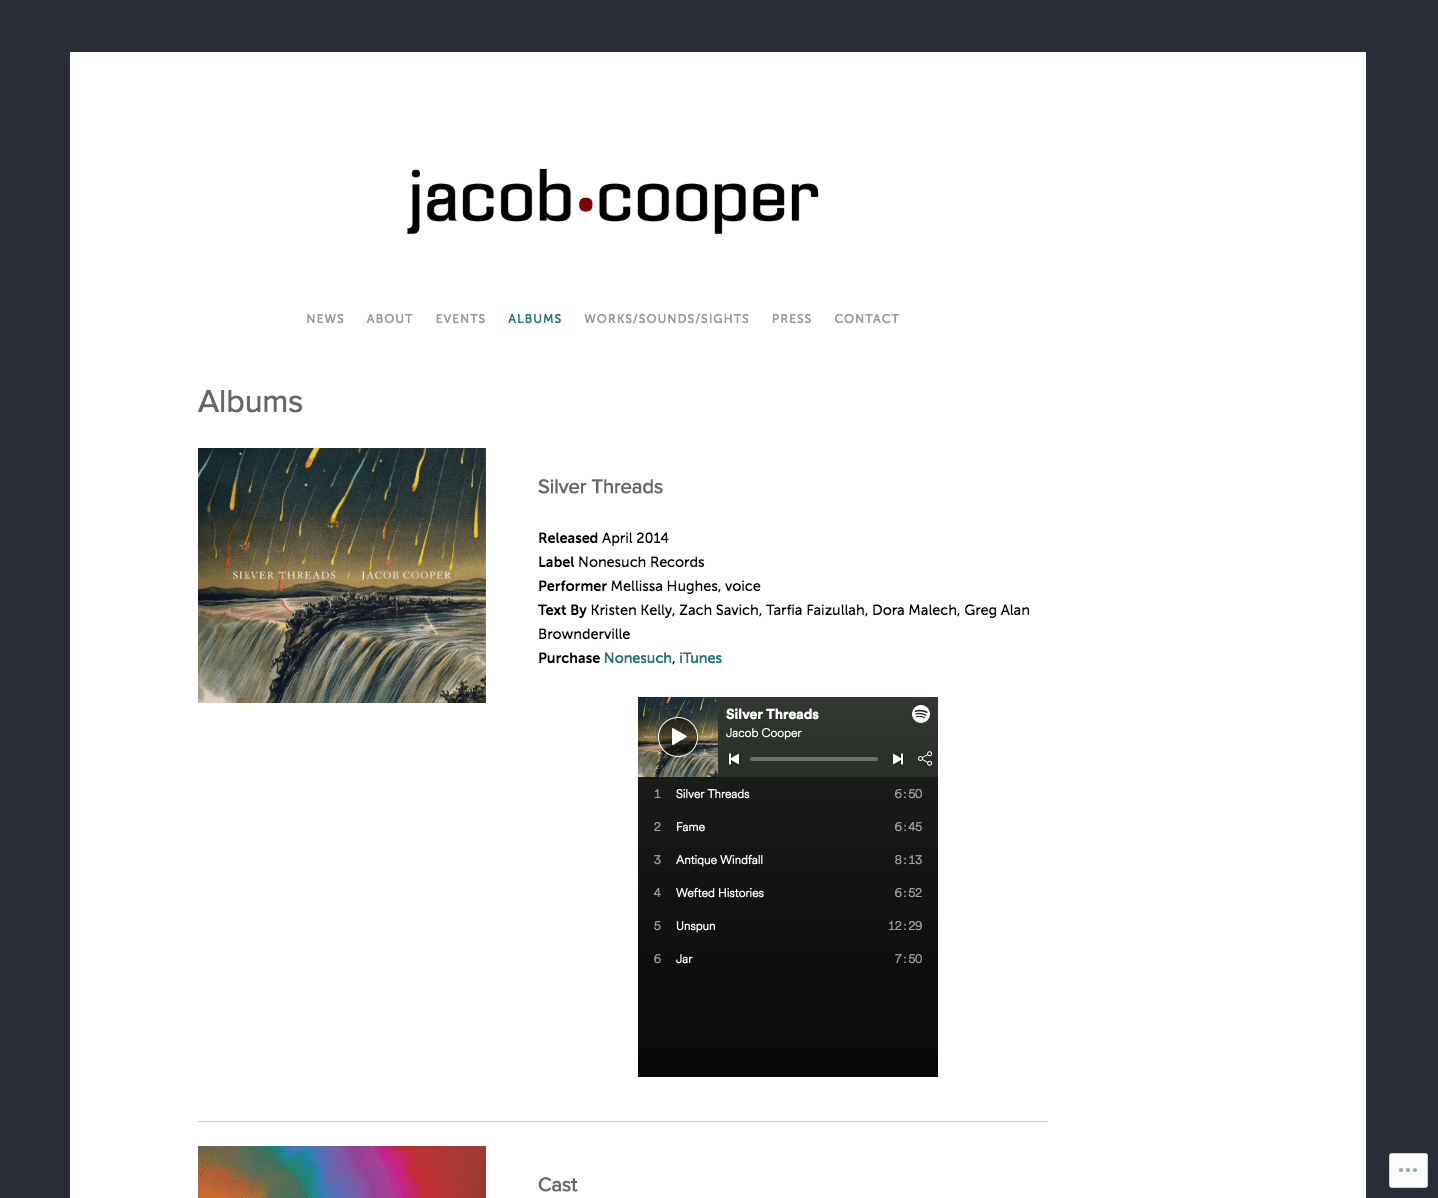 jacob•cooper
NEWS ABOUT EVENTS ALBUMS WORKS/SOUNDS/SIGHTS PRESS CONTACT
Albums
SILVER THREADS / JACOB COOPER
Silver Threads
Released April 2014
Label Nonesuch Records
Performer Mellissa Hughes, voice
Text By Kristen Kelly, Zach Savich, Tarfia Faizullah, Dora Malech, Greg Alan
Brownderville
Purchase Nonesuch, iTunes
Silver Threads
Jacob Cooper
1 Silver Threads 6:50
2 Fame 6:45
3 Antique Windfall 8:13
4 Wefted Histories 6:52
5 Unspun 12:29
6 Jar 7:50
Cast